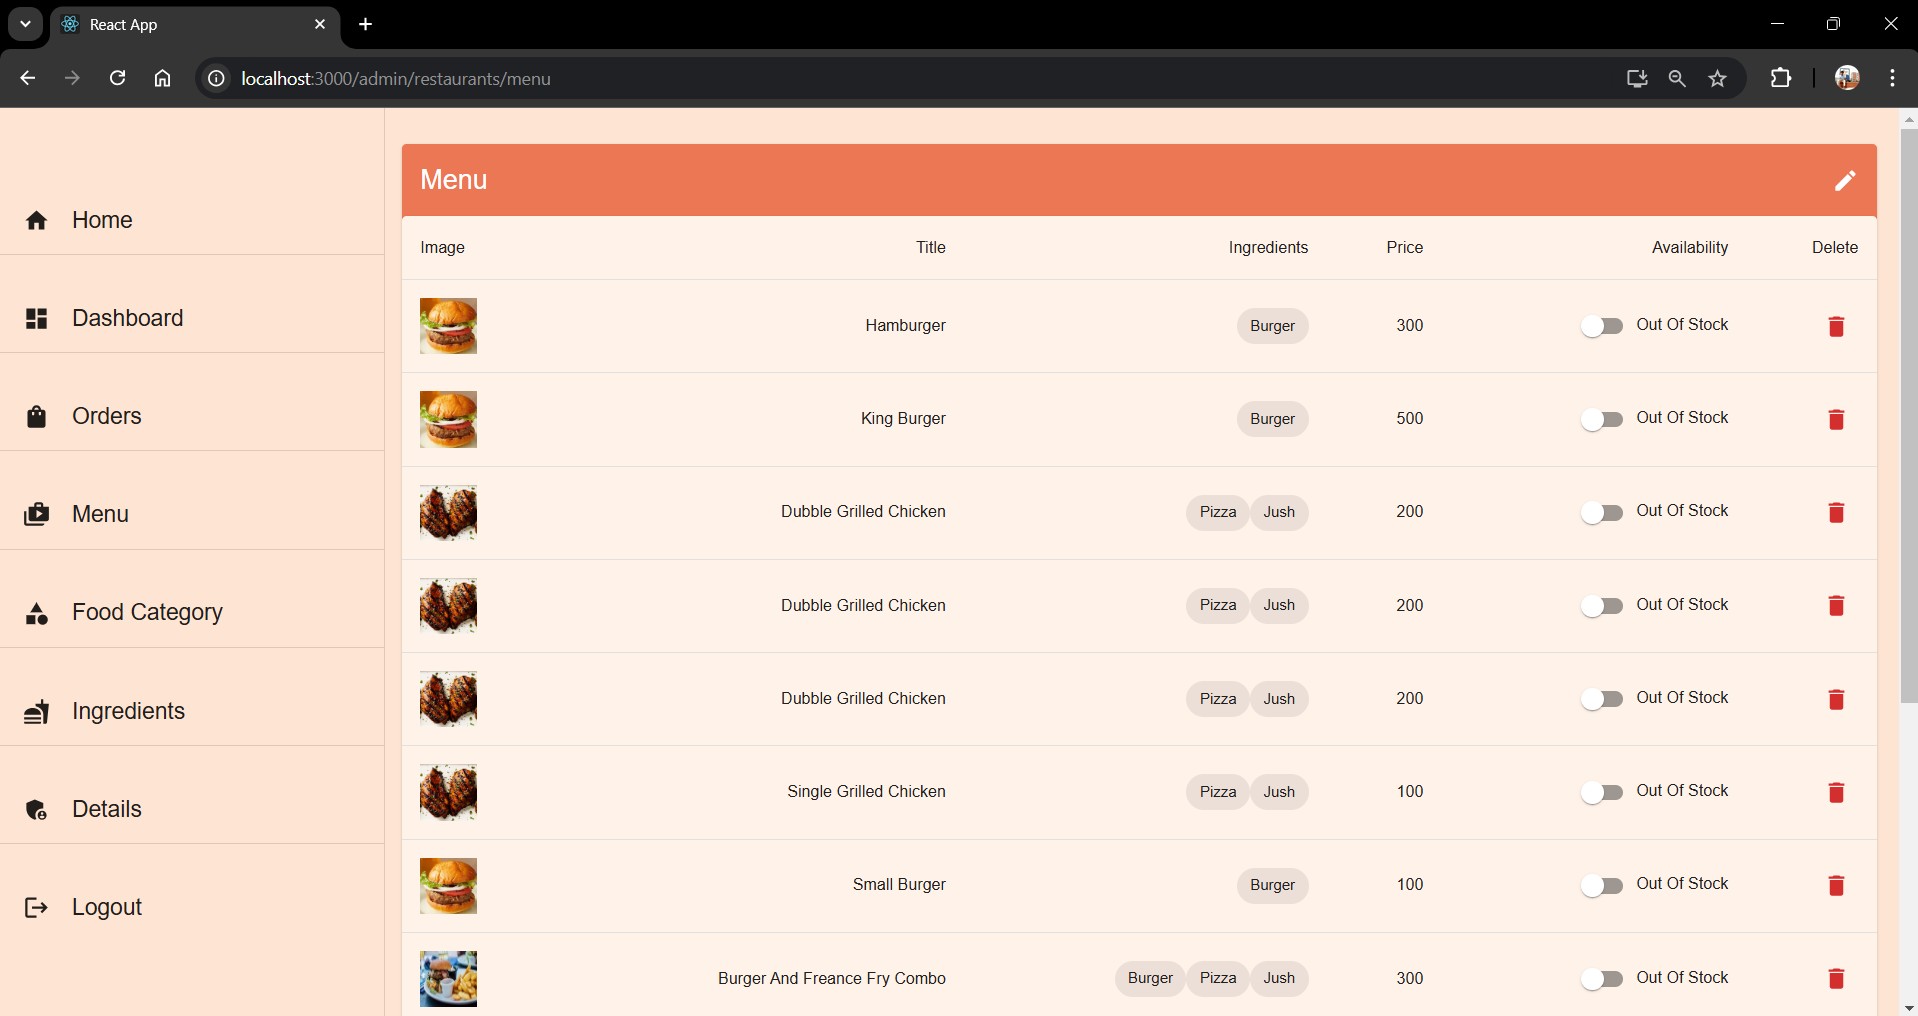 React App
localhost:3000/admin/restaurants/menu
Home
Dashboard
Orders
Menu
Food Category
Ingredients
Details
Logout
Menu
Image Title Ingredients Price Availability Delete
Hamburger Burger 300 Out Of Stock
King Burger Burger 500 Out Of Stock
Dubble Grilled Chicken Pizza Jush 200 Out Of Stock
Dubble Grilled Chicken Pizza Jush 200 Out Of Stock
Dubble Grilled Chicken Pizza Jush 200 Out Of Stock
Single Grilled Chicken Pizza Jush 100 Out Of Stock
Small Burger Burger 100 Out Of Stock
Burger And Freance Fry Combo Burger Pizza Jush 300 Out Of Stock